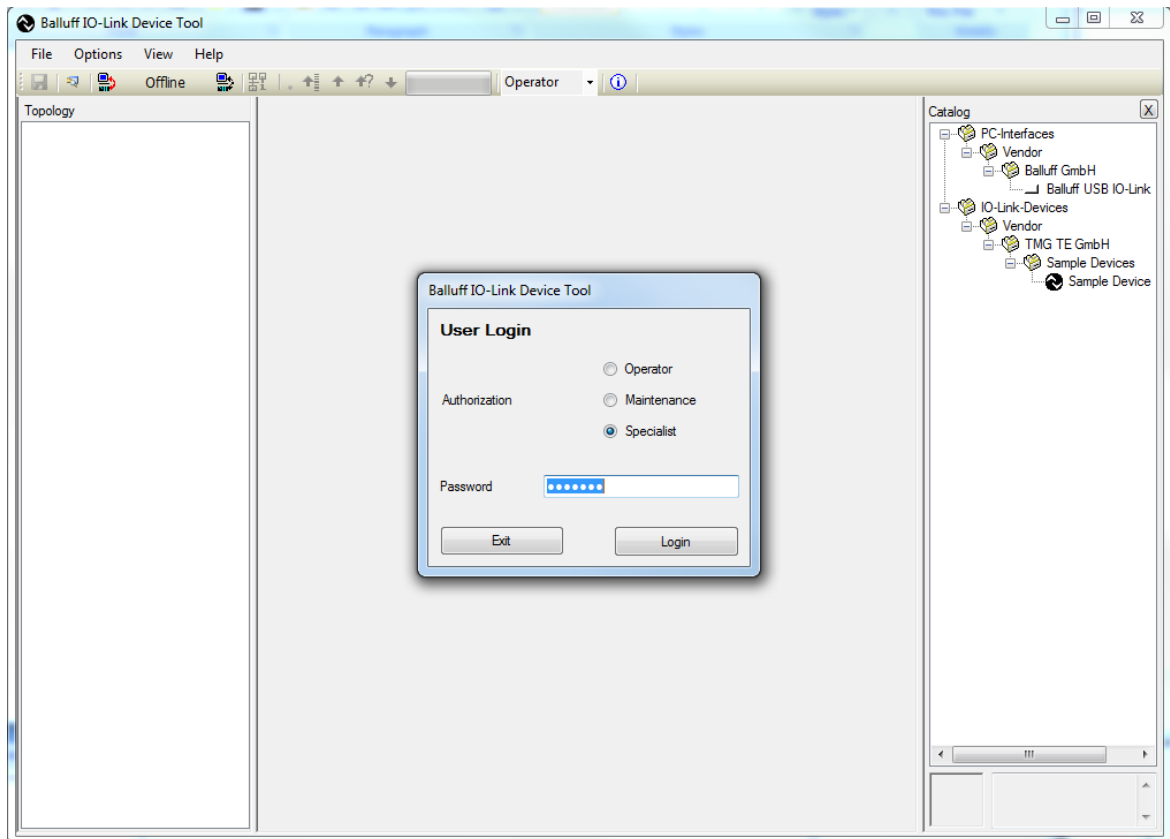 Balluff IO-Link Device Tool
File Options View Help
Offline Operator
Topology
Catalog
PC-Interfaces
Vendor
Balluff GmbH
Balluff USB IO-Link
IO-Link-Devices
Vendor
TMG TE GmbH
Sample Devices
Sample Device
Balluff IO-Link Device Tool
User Login
Operator
Authorization
Maintenance
Specialist
Password
Exit Login